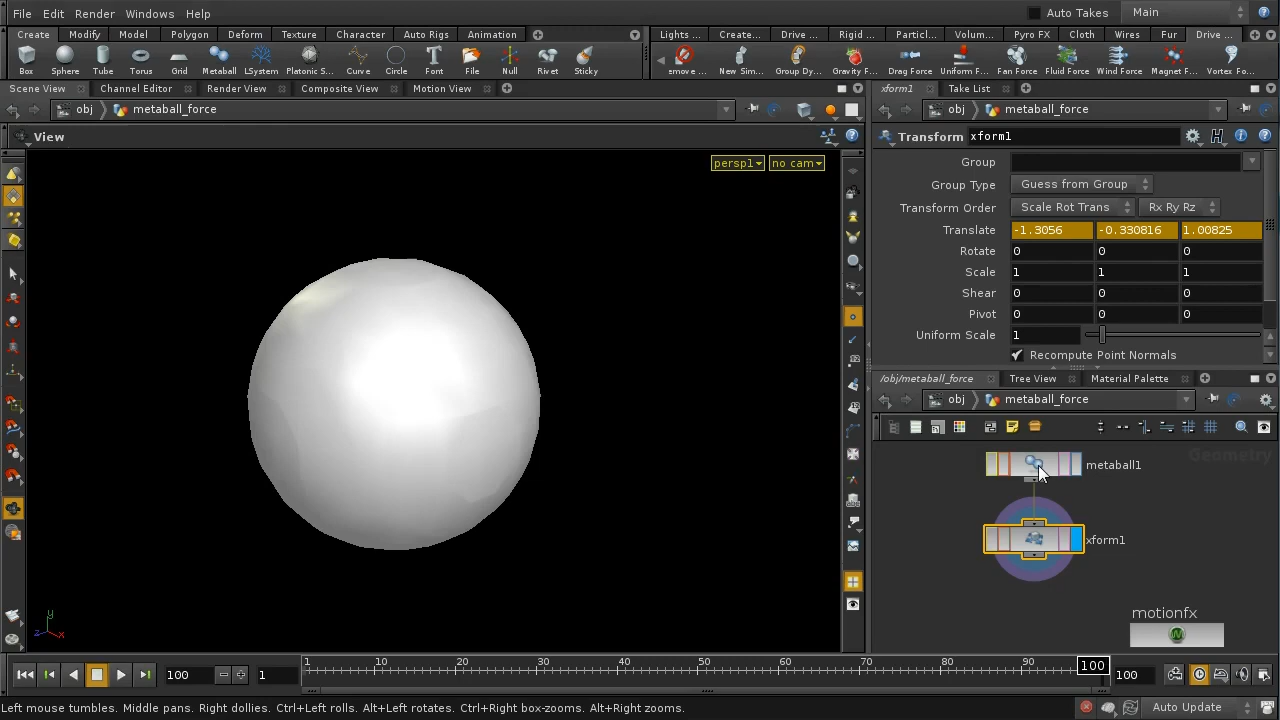 File Edit Render Windows Help Auto Takes Main
Create Modify Model Polygon Deform Texture Character Auto Rigs Animation Lights ... Create... Drive ... Rigid ... Particl... Volum... Pyro FX Cloth Wires Fur Drive ...
Box Sphere Tube Torus Grid Metaball LSystem Platonic S... Curve Circle Font File Null Rivet Sticky emove ... New Sim... Group Dy... Gravity F... Drag Force Uniform F... Fan Force Fluid Force Wind Force Magnet F... Vortex Fo...
Scene View Channel Editor Render View Composite View Motion View xform1 Take List
obj metaball_force obj metaball_force
View Transform xform1
persp1 no cam
Group
Group Type Guess from Group
Transform Order Scale Rot Trans Rx Ry Rz
Translate -1.3056 -0.330816 1.00825
Rotate 0 0 0
Scale 1 1 1
Shear 0 0 0
Pivot 0 0 0
Uniform Scale 1
Recompute Point Normals
/obj/metaball_force Tree View Material Palette
obj metaball_force
Geometry
metaball1
xform1
motionfx
y
z x
100 1 1 10 20 30 40 50 60 70 80 90 100 100
Left mouse tumbles. Middle pans. Right dollies. Ctrl+Left rolls. Alt+Left rotates. Ctrl+Right box-zooms. Alt+Right zooms. Auto Update